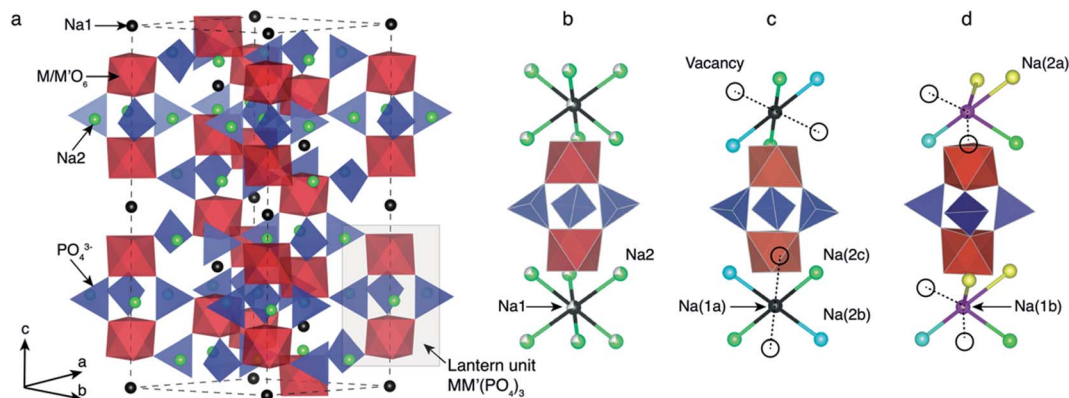 a
Na1
M/M'O6
Na2
PO4 3-
c
a
b
Lantern unit
MM'(PO4)3
b
Na2
Na1
c
Vacancy
Na(2c)
Na(1a)
Na(2b)
d
Na(2a)
Na(1b)